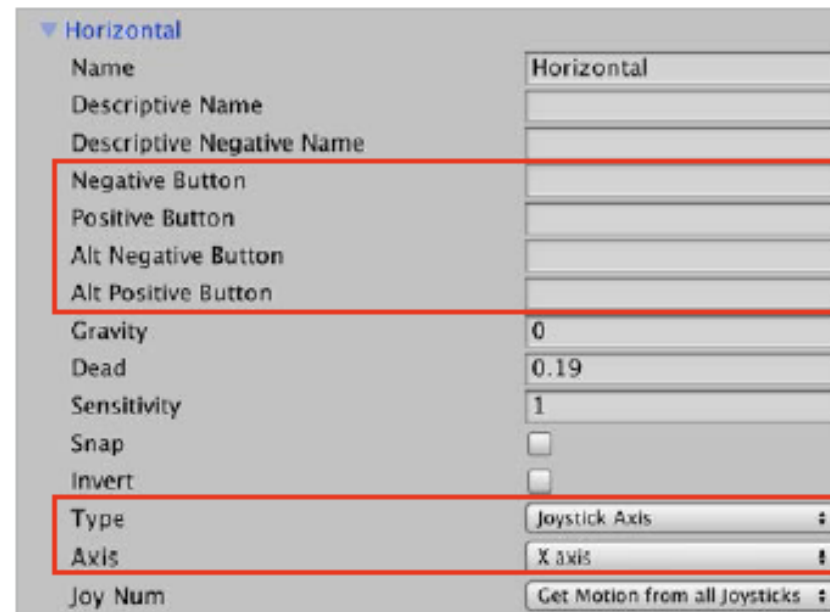 Horizontal
Name Horizontal
Descriptive Name
Descriptive Negative Name
Negative Button
Positive Button
Alt Negative Button
Alt Positive Button
Gravity 0
Dead 0.19
Sensitivity 1
Snap
Invert
Type Joystick Axis
Axis X axis
Joy Num Get Motion from all Joysticks